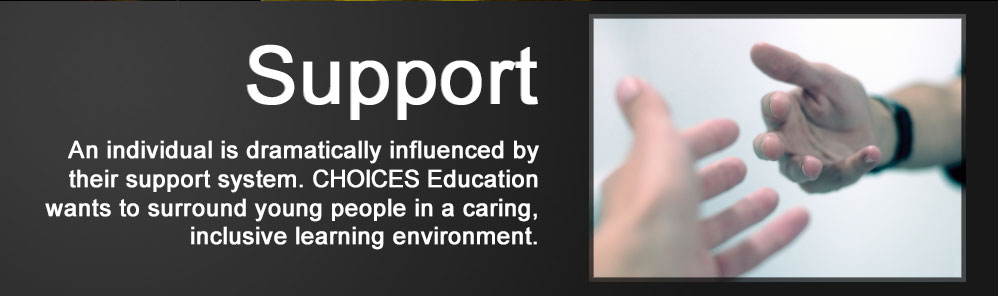 Support
An individual is dramatically influenced by
their support system. CHOICES Education
wants to surround young people in a caring,
inclusive learning environment.